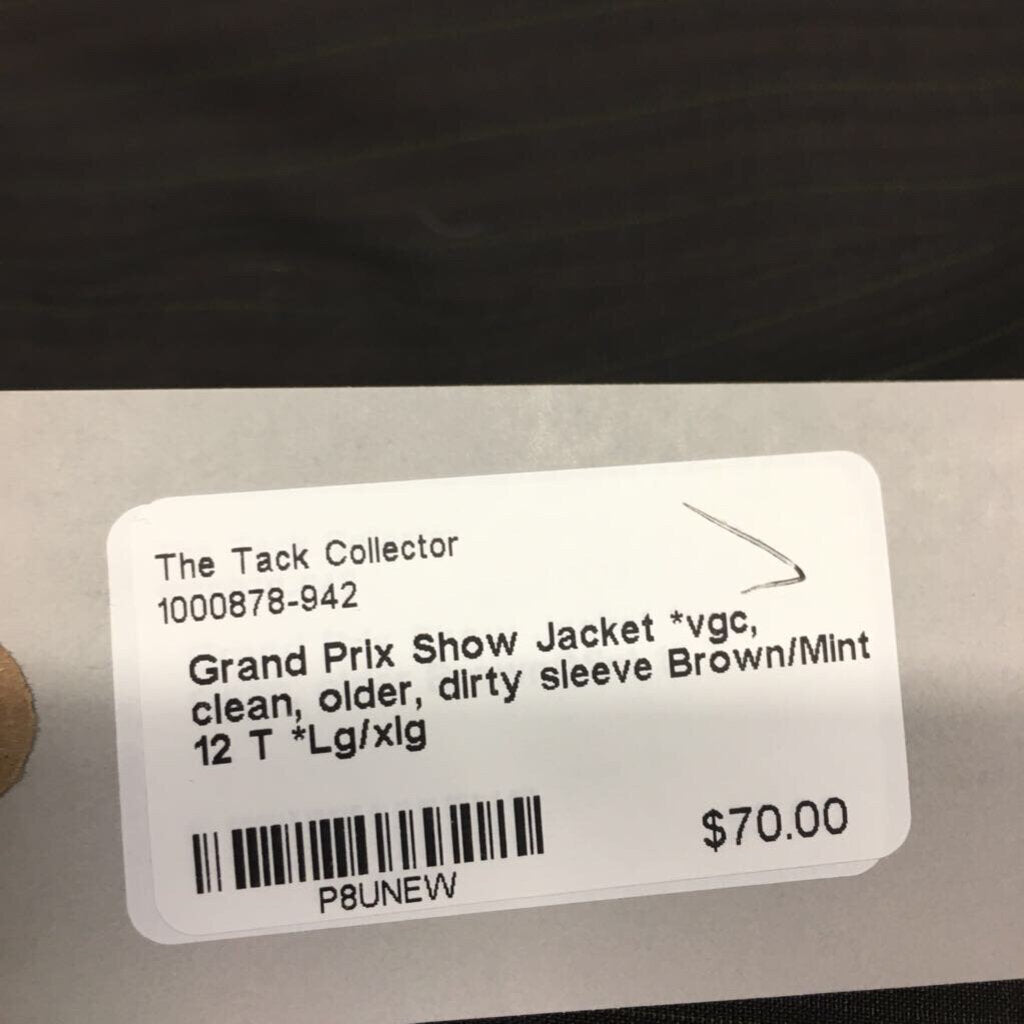 The Tack Collector
1000878-942
Grand Prix Show Jacket *vgc,
clean, older, dirty sleeve Brown/Mint
12 T *Lg/xlg
$70.00
P8UNEW